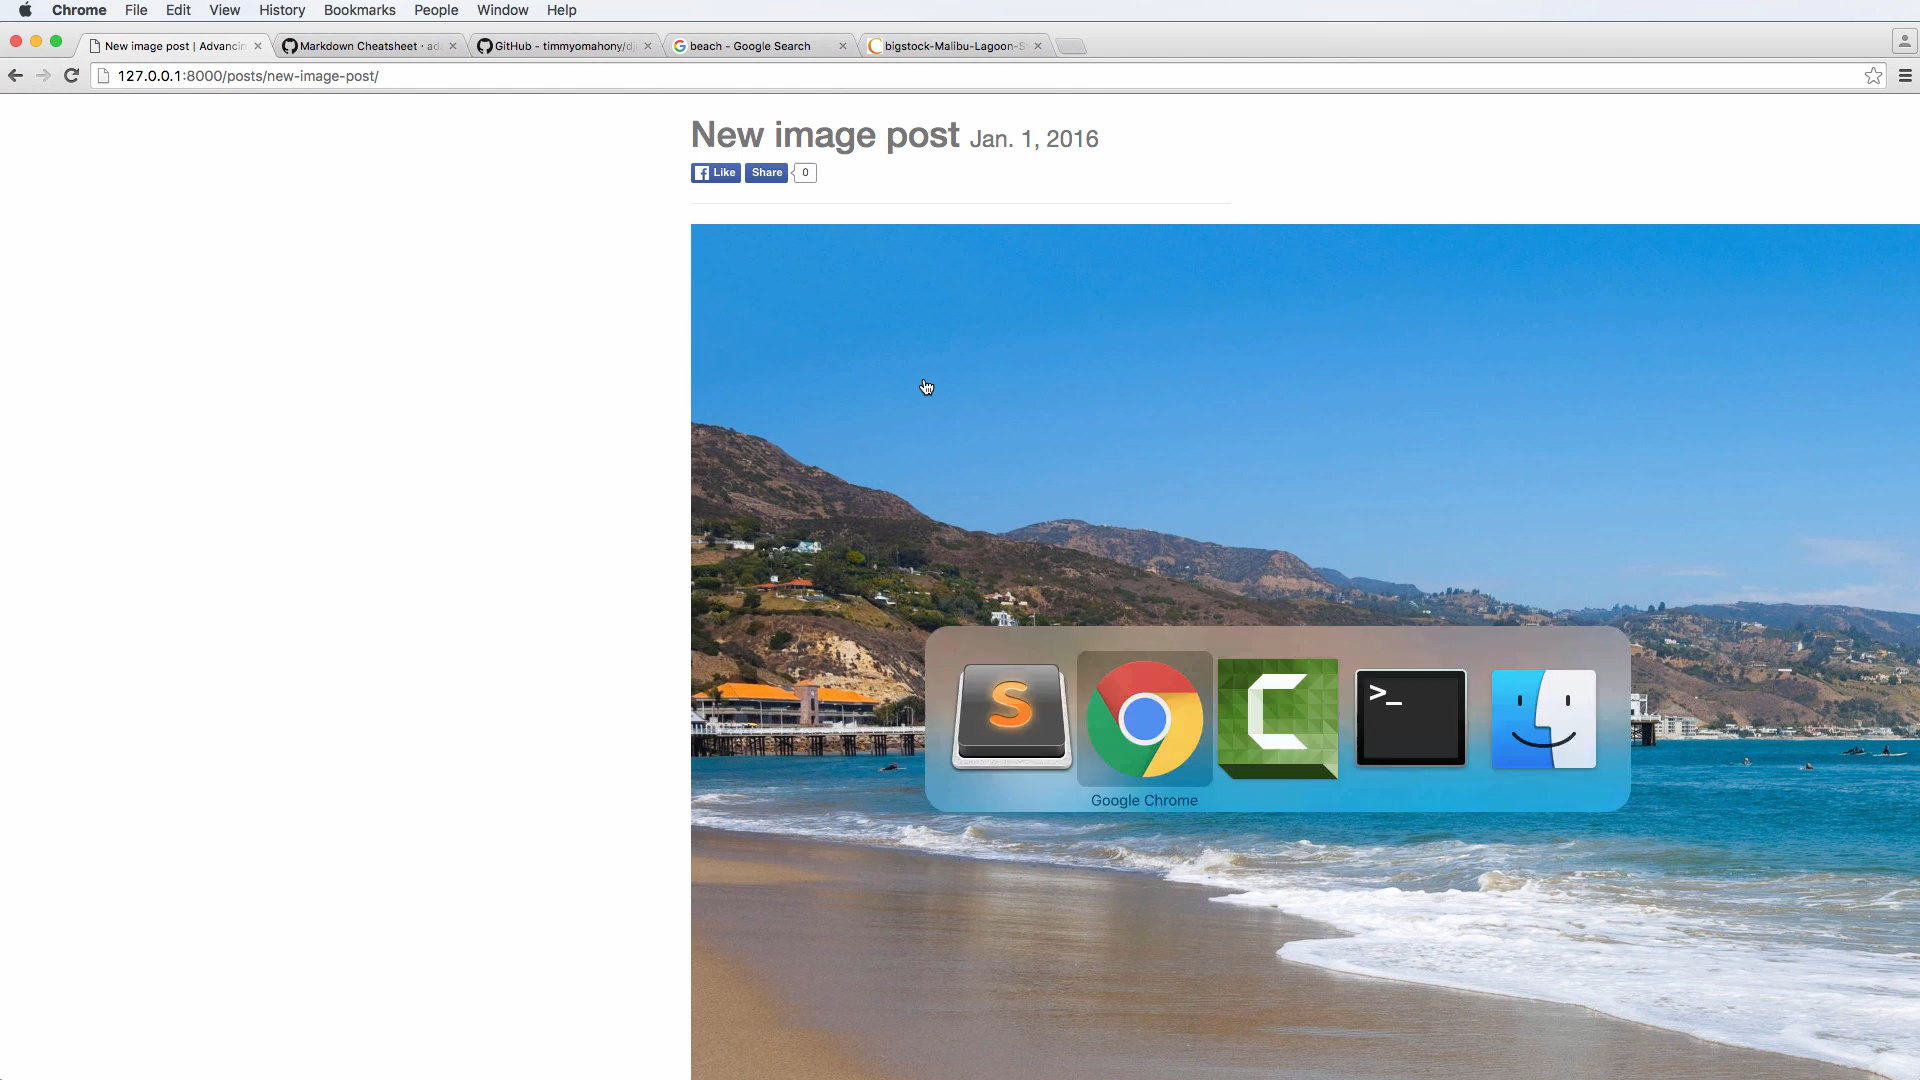 Chrome File Edit View History Bookmarks People Window Help
New image post | Advancin
Markdown Cheatsheet · ada
GitHub - timmyomahony/dj
beach - Google Search
bigstock-Malibu-Lagoon-S
127.0.0.1:8000/posts/new-image-post/
New image post Jan. 1, 2016
Like Share 0
S
>_
Google Chrome